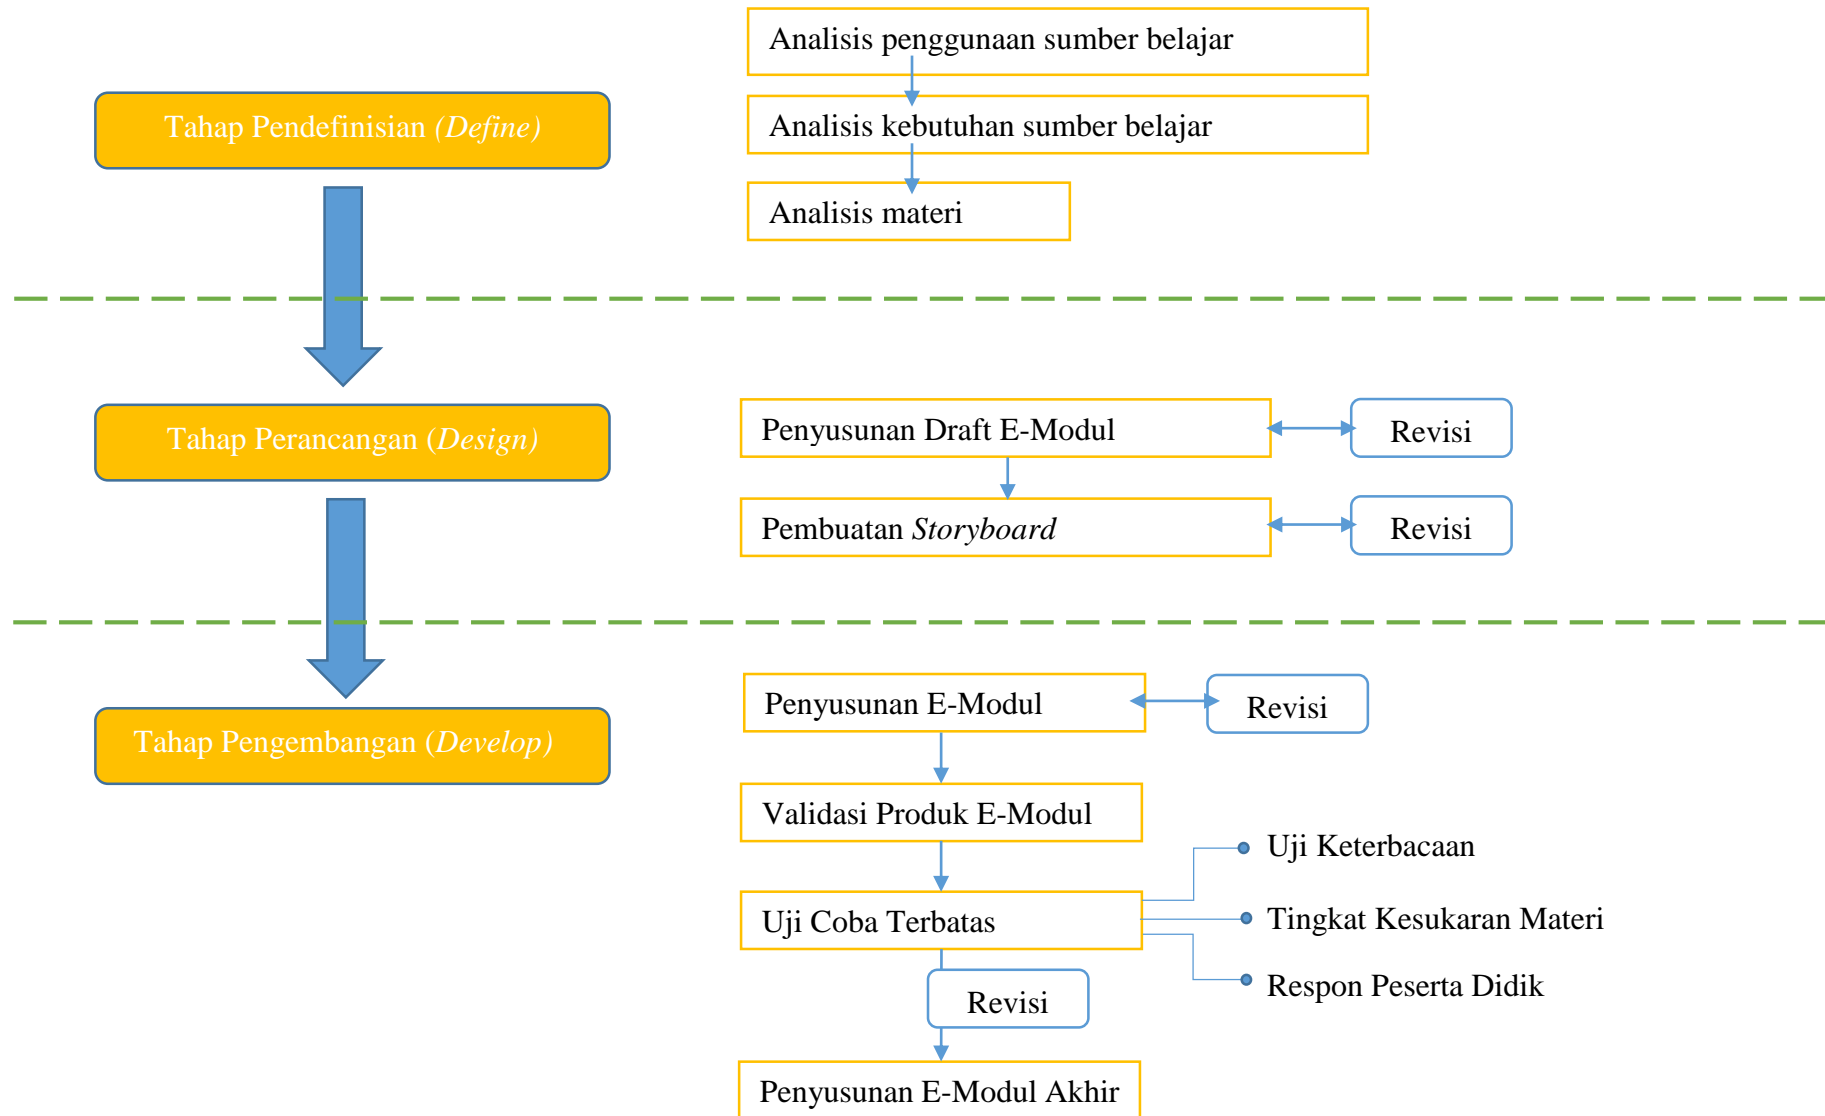 Analisis penggunaan sumber belajar
Tahap Pendefinisian (Define)
Analisis kebutuhan sumber belajar
Analisis materi
Tahap Perancangan (Design)
Penyusunan Draft E-Modul
Revisi
Pembuatan Storyboard
Revisi
Tahap Pengembangan (Develop)
Penyusunan E-Modul
Revisi
Validasi Produk E-Modul
Uji Coba Terbatas
Uji Keterbacaan
Tingkat Kesukaran Materi
Respon Peserta Didik
Revisi
Penyusunan E-Modul Akhir